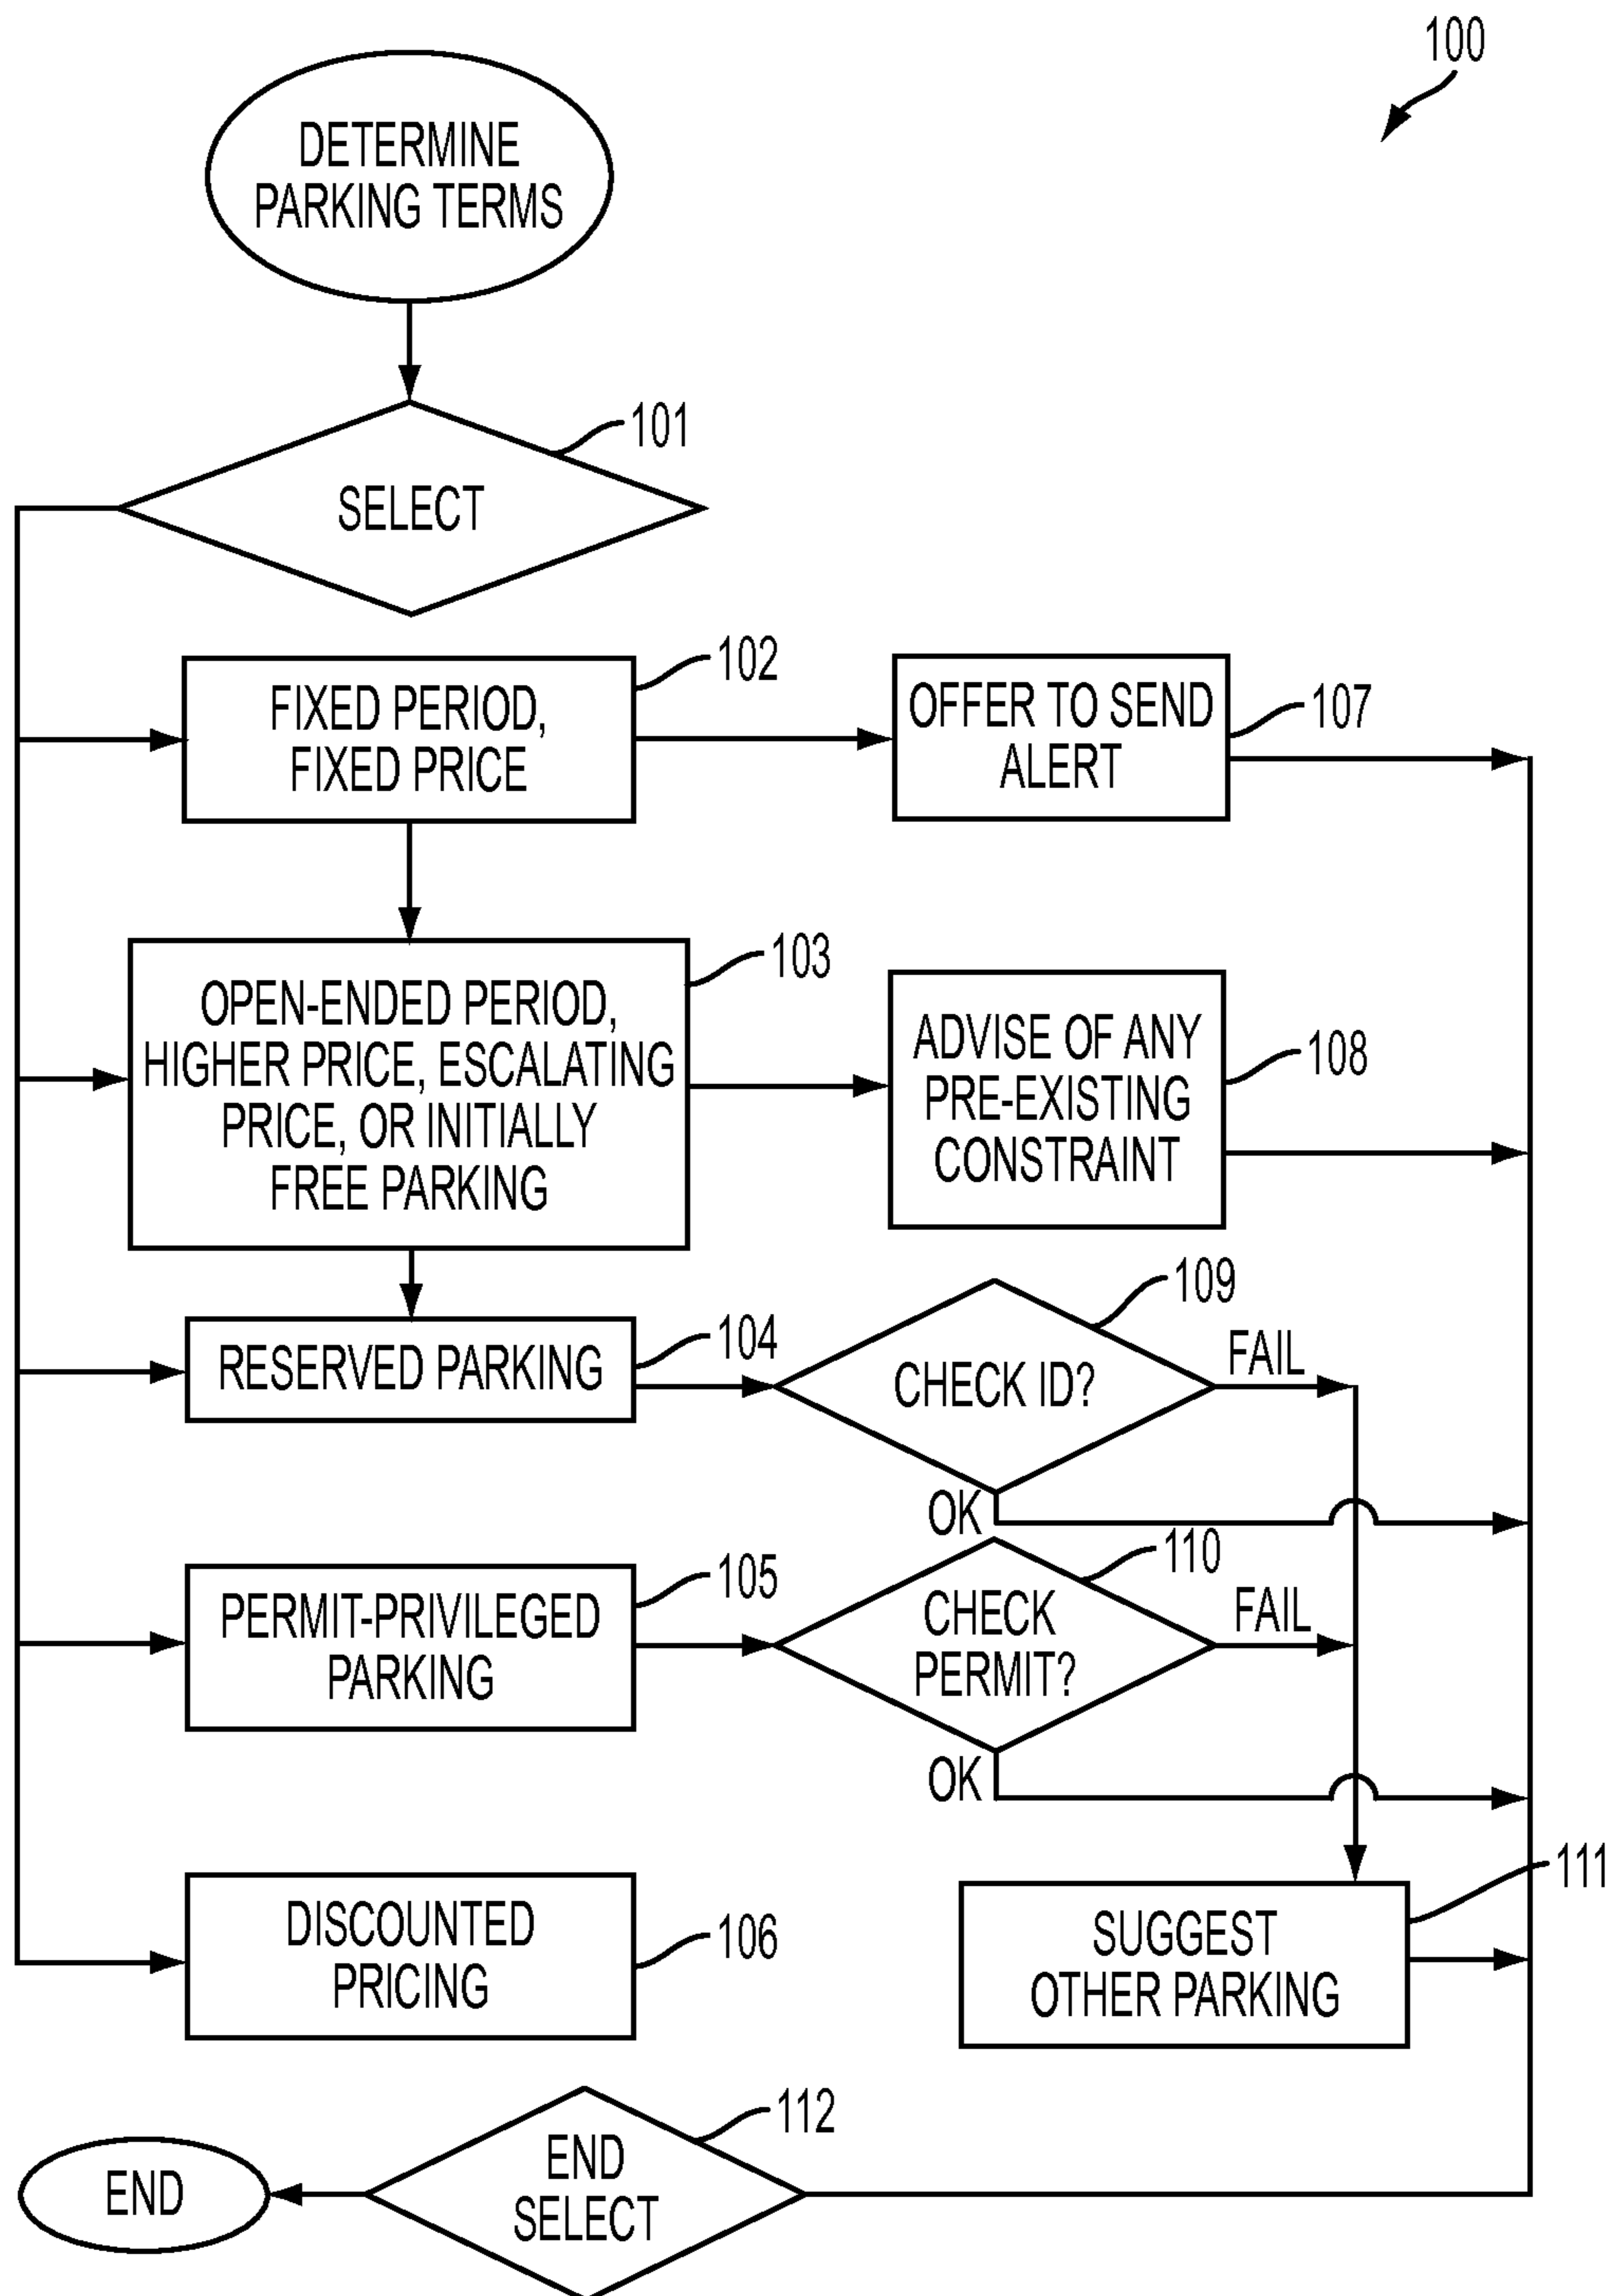 100
DETERMINE
PARKING TERMS
101
SELECT
102
FIXED PERIOD,
FIXED PRICE
OFFER TO SEND
ALERT
107
103
OPEN-ENDED PERIOD,
HIGHER PRICE, ESCALATING
PRICE, OR INITIALLY
FREE PARKING
ADVISE OF ANY
PRE-EXISTING
CONSTRAINT
108
RESERVED PARKING
104
109
CHECK ID?
FAIL
OK
PERMIT-PRIVILEGED
PARKING
105
110
CHECK
PERMIT?
FAIL
OK
DISCOUNTED
PRICING
106
111
SUGGEST
OTHER PARKING
112
END
SELECT
END